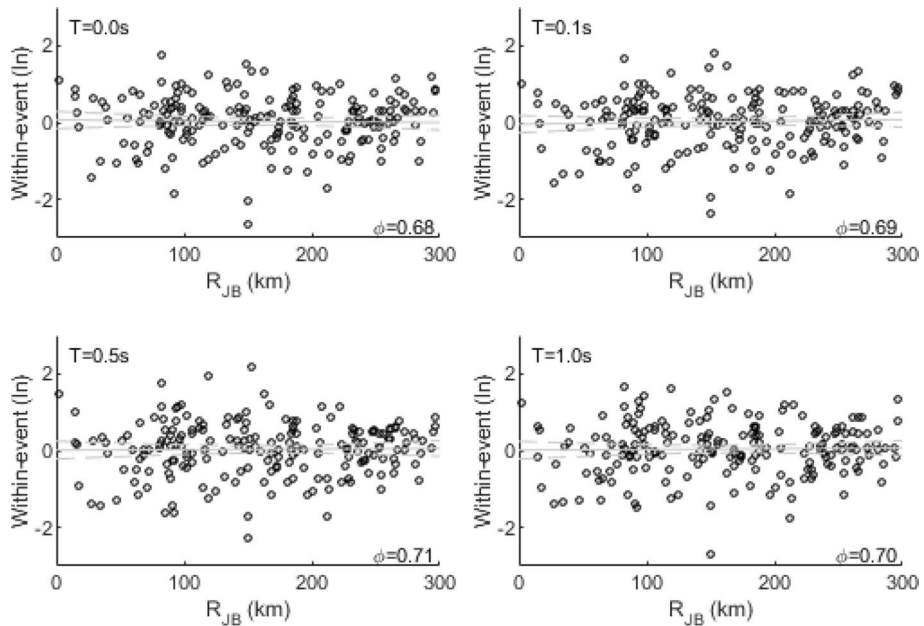 T=0.0s
Within-event (ln)
2
0
-2
ϕ=0.68
0 100 200 300
R_JB (km)
T=0.1s
Within-event (ln)
2
0
-2
ϕ=0.69
0 100 200 300
R_JB (km)
T=0.5s
Within-event (ln)
2
0
-2
ϕ=0.71
0 100 200 300
R_JB (km)
T=1.0s
Within-event (ln)
2
0
-2
ϕ=0.70
0 100 200 300
R_JB (km)